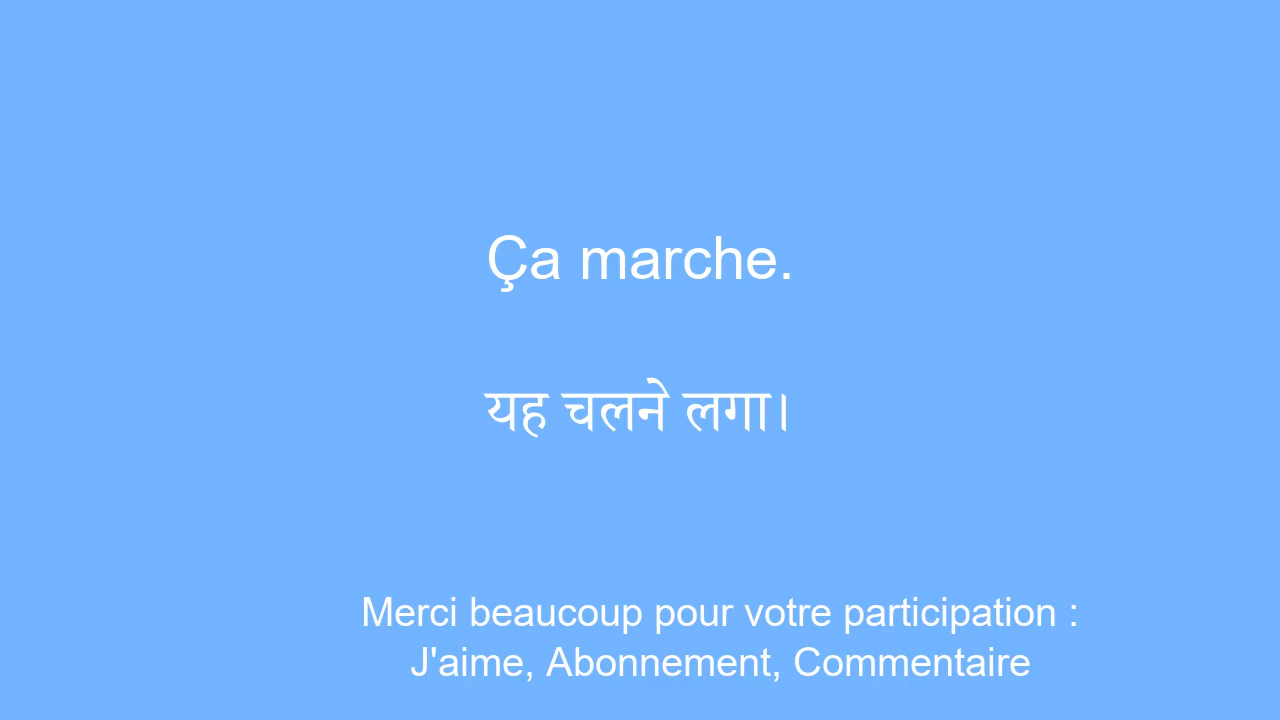 Ça marche.
यह चलने लगा।
Merci beaucoup pour votre participation :
J'aime, Abonnement, Commentaire